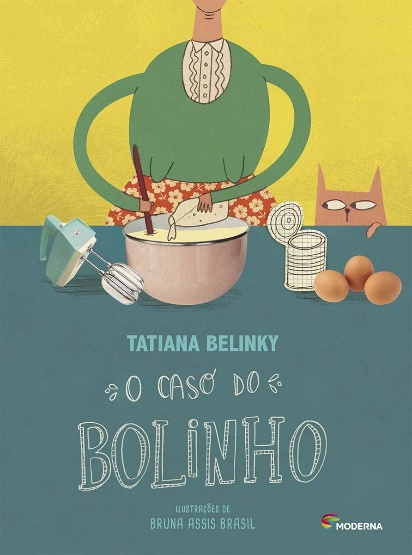 TATIANA BELINKY
O CASO DO
BOLINHO
ILUSTRAÇÕES DE
BRUNA ASSIS BRASIL
MODERNA